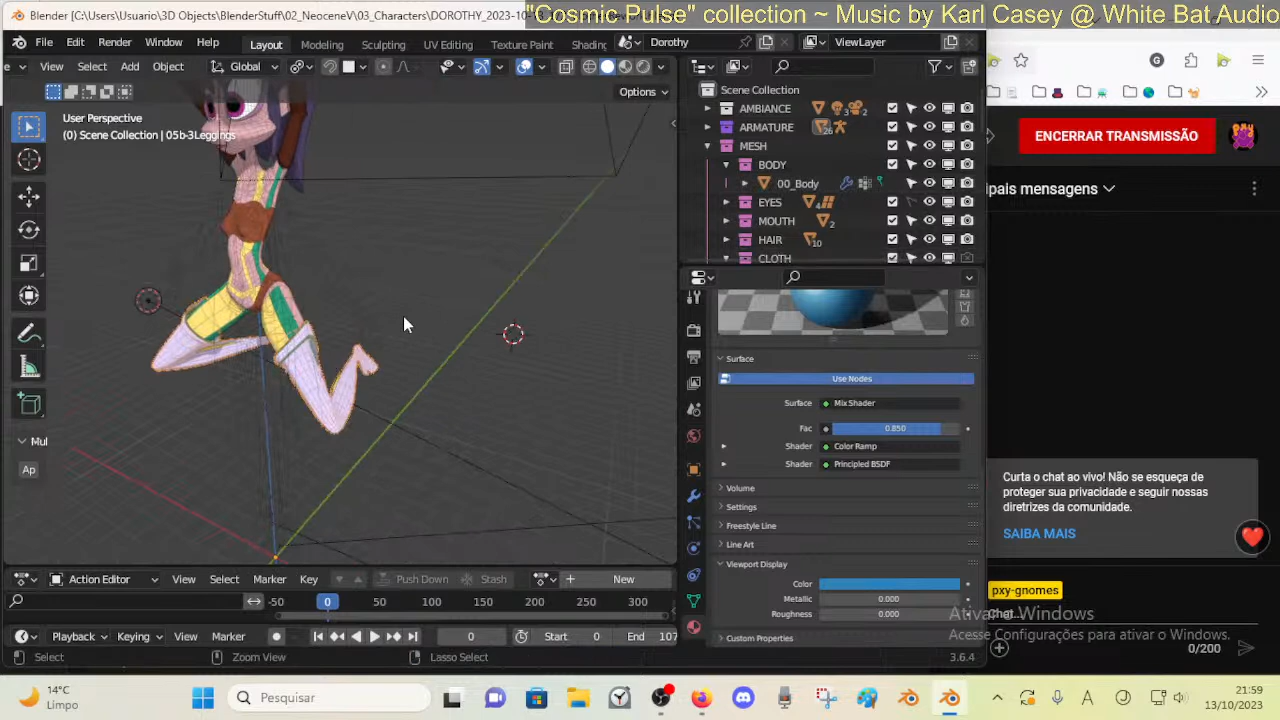 Blender [C:\Users\Usuario\3D Objects\BlenderStuff\02_NeoceneV\03_Characters\DOROTHY_2023-10-
"Cosmic Pulse" collection ~ Music by Karl Casey @ White Bat Audio
File Edit Render Window Help Layout Modeling Sculpting UV Editing Texture Paint Shading Dorothy ViewLayer
View Select Add Object Global
Options
User Perspective
(0) Scene Collection | 05b-3Leggings
Mul
Ap
Scene Collection
AMBIANCE 3 2
ARMATURE 26
MESH
BODY
00_Body
EYES 4
MOUTH 2
HAIR 10
CLOTH
Surface
Use Nodes
Surface Mix Shader
Fac 0.850
Shader Color Ramp
Shader Principled BSDF
Volume
Settings
Freestyle Line
Line Art
Viewport Display
Color
Metallic 0.000
Roughness 0.000
Custom Properties
Action Editor View Select Marker Key Push Down Stash New
-50 0 50 100 150 200 250 300
Playback Keying View Marker 0 Start 0 End 107
Select Zoom View Lasso Select 3.6.4
G
ENCERRAR TRANSMISSÃO
ipais mensagens
Curta o chat ao vivo! Não se esqueça de
proteger sua privacidade e seguir nossas
diretrizes da comunidade.
SAIBA MAIS
pxy-gnomes
Chat...
Ativar o Windows
Acesse Configurações para ativar o Windows.
0/200
14°C
Limpo
Pesquisar
21:59
13/10/2023